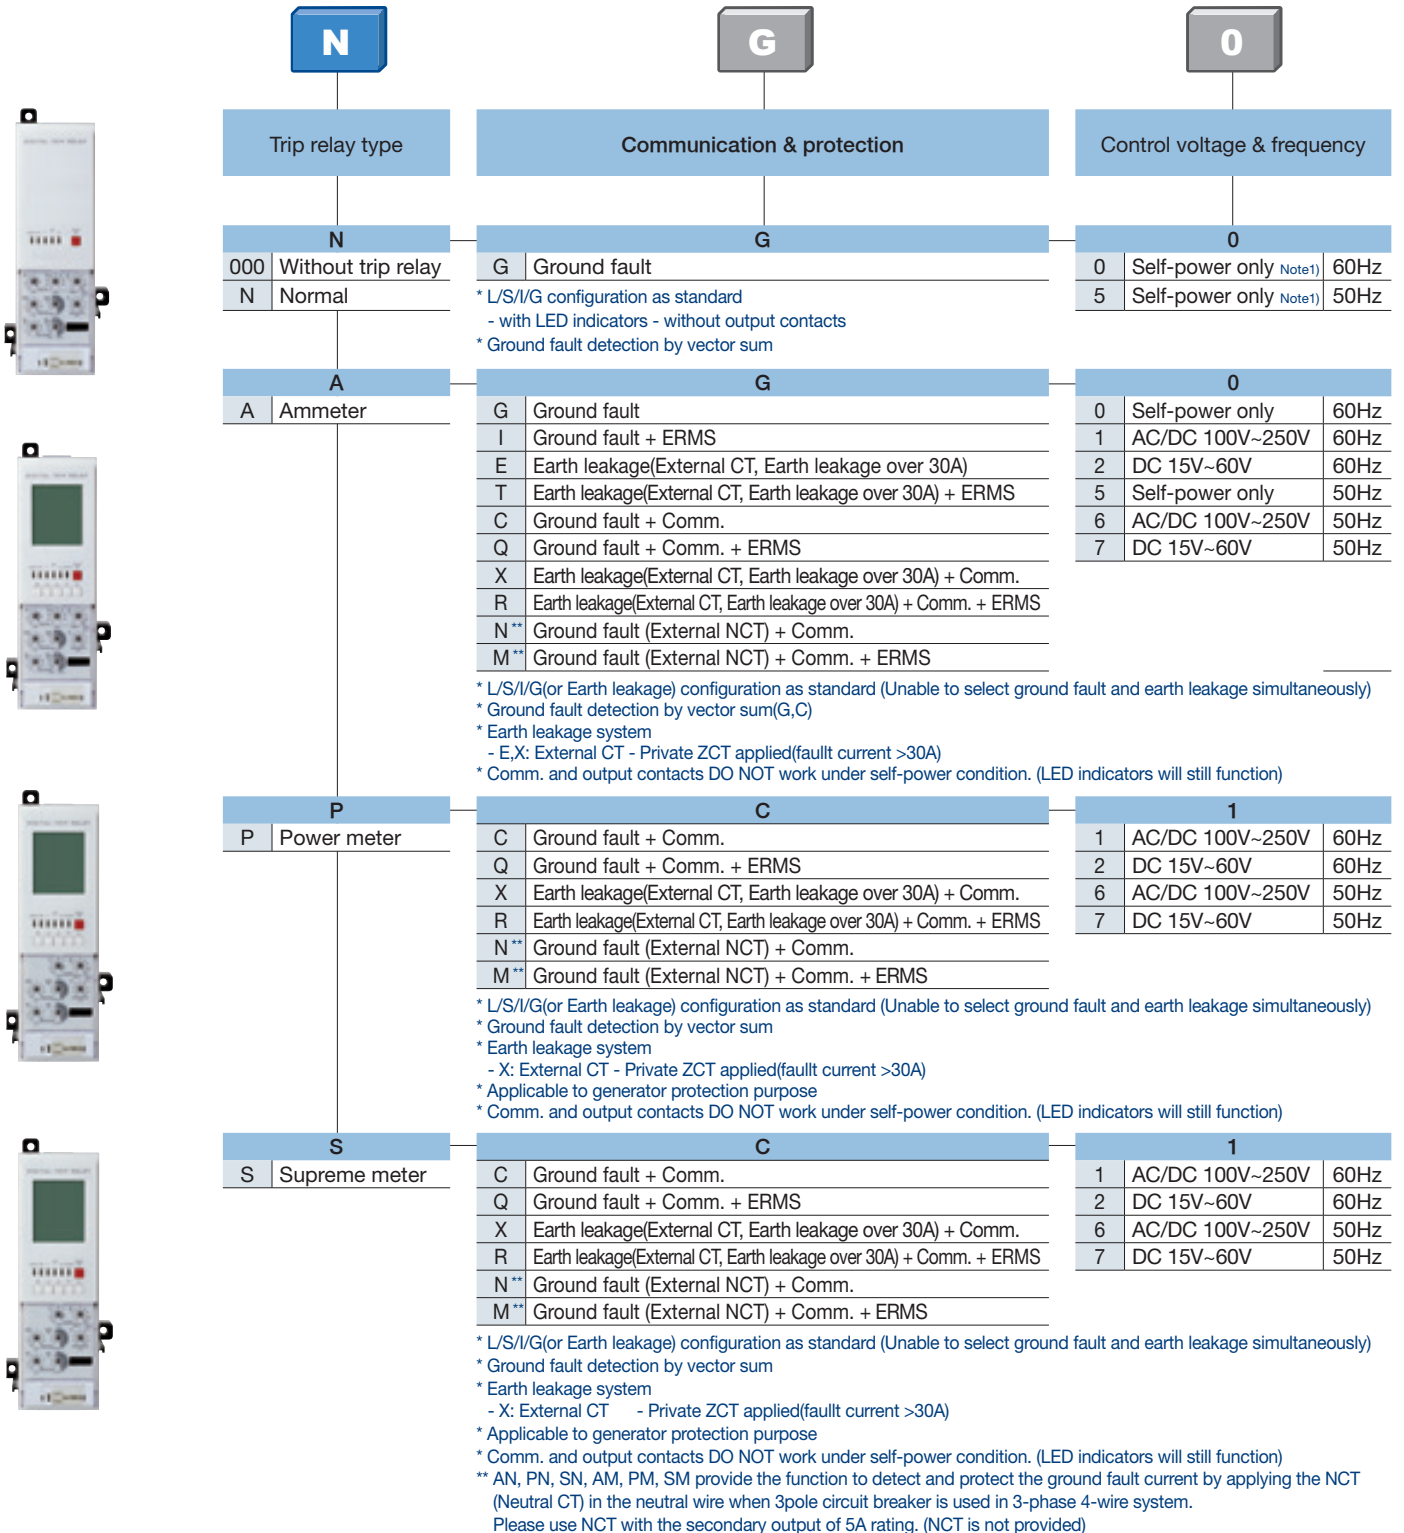 N G 0
Trip relay type Communication & protection Control voltage & frequency
N G 0
000 Without trip relay G Ground fault 0 Self-power only Note1) 60Hz
N Normal * L/S/I/G configuration as standard 5 Self-power only Note1) 50Hz
- with LED indicators - without output contacts
* Ground fault detection by vector sum
A G 0
A Ammeter G Ground fault 0 Self-power only 60Hz
I Ground fault + ERMS 1 AC/DC 100V~250V 60Hz
E Earth leakage(External CT, Earth leakage over 30A) 2 DC 15V~60V 60Hz
T Earth leakage(External CT, Earth leakage over 30A) + ERMS 5 Self-power only 50Hz
C Ground fault + Comm. 6 AC/DC 100V~250V 50Hz
Q Ground fault + Comm. + ERMS 7 DC 15V~60V 50Hz
X Earth leakage(External CT, Earth leakage over 30A) + Comm.
R Earth leakage(External CT, Earth leakage over 30A) + Comm. + ERMS
N** Ground fault (External NCT) + Comm.
M** Ground fault (External NCT) + Comm. + ERMS
* L/S/I/G(or Earth leakage) configuration as standard (Unable to select ground fault and earth leakage simultaneously)
* Ground fault detection by vector sum(G,C)
* Earth leakage system
- E,X: External CT - Private ZCT applied(faullt current >30A)
* Comm. and output contacts DO NOT work under self-power condition. (LED indicators will still function)
P C 1
P Power meter C Ground fault + Comm. 1 AC/DC 100V~250V 60Hz
Q Ground fault + Comm. + ERMS 2 DC 15V~60V 60Hz
X Earth leakage(External CT, Earth leakage over 30A) + Comm. 6 AC/DC 100V~250V 50Hz
R Earth leakage(External CT, Earth leakage over 30A) + Comm. + ERMS 7 DC 15V~60V 50Hz
N** Ground fault (External NCT) + Comm.
M** Ground fault (External NCT) + Comm. + ERMS
* L/S/I/G(or Earth leakage) configuration as standard (Unable to select ground fault and earth leakage simultaneously)
* Ground fault detection by vector sum
* Earth leakage system
- X: External CT - Private ZCT applied(faullt current >30A)
* Applicable to generator protection purpose
* Comm. and output contacts DO NOT work under self-power condition. (LED indicators will still function)
S C 1
S Supreme meter C Ground fault + Comm. 1 AC/DC 100V~250V 60Hz
Q Ground fault + Comm. + ERMS 2 DC 15V~60V 60Hz
X Earth leakage(External CT, Earth leakage over 30A) + Comm. 6 AC/DC 100V~250V 50Hz
R Earth leakage(External CT, Earth leakage over 30A) + Comm. + ERMS 7 DC 15V~60V 50Hz
N** Ground fault (External NCT) + Comm.
M** Ground fault (External NCT) + Comm. + ERMS
* L/S/I/G(or Earth leakage) configuration as standard (Unable to select ground fault and earth leakage simultaneously)
* Ground fault detection by vector sum
* Earth leakage system
- X: External CT - Private ZCT applied(faullt current >30A)
* Applicable to generator protection purpose
* Comm. and output contacts DO NOT work under self-power condition. (LED indicators will still function)
** AN, PN, SN, AM, PM, SM provide the function to detect and protect the ground fault current by applying the NCT
(Neutral CT) in the neutral wire when 3pole circuit breaker is used in 3-phase 4-wire system.
Please use NCT with the secondary output of 5A rating. (NCT is not provided)